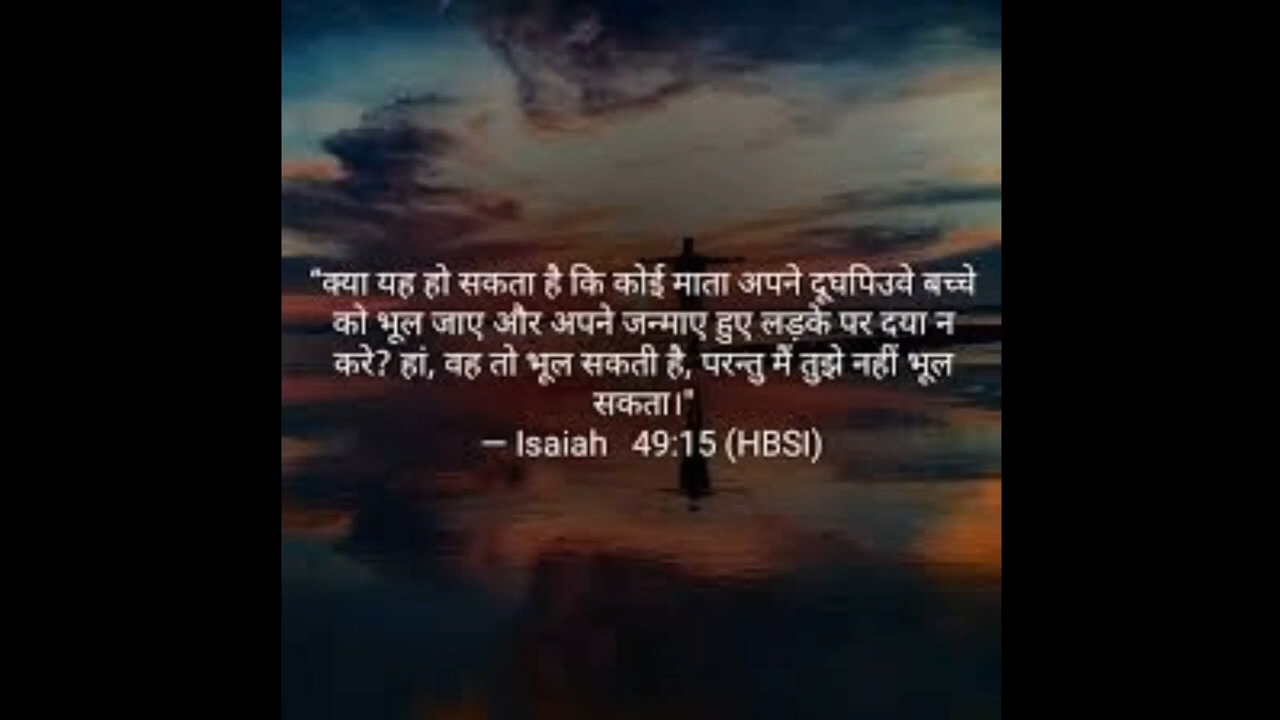 "क्या यह हो सकता है कि कोई माता अपने दूधपिउवे बच्चे
को भूल जाए और अपने जन्माए हुए लड़के पर दया न
करे? हां, वह तो भूल सकती है, परन्तु मैं तुझे नहीं भूल
सकता।"
— Isaiah 49:15 (HBSI)